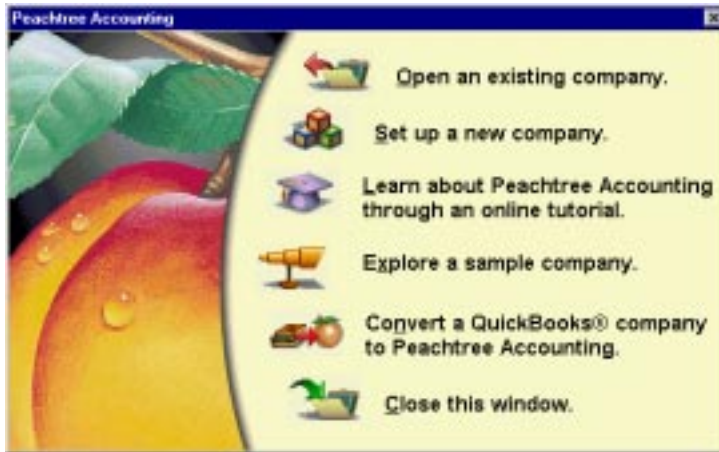 Peachtree Accounting
Open an existing company.
Set up a new company.
Learn about Peachtree Accounting
through an online tutorial.
Explore a sample company.
Convert a QuickBooks® company
to Peachtree Accounting.
Close this window.